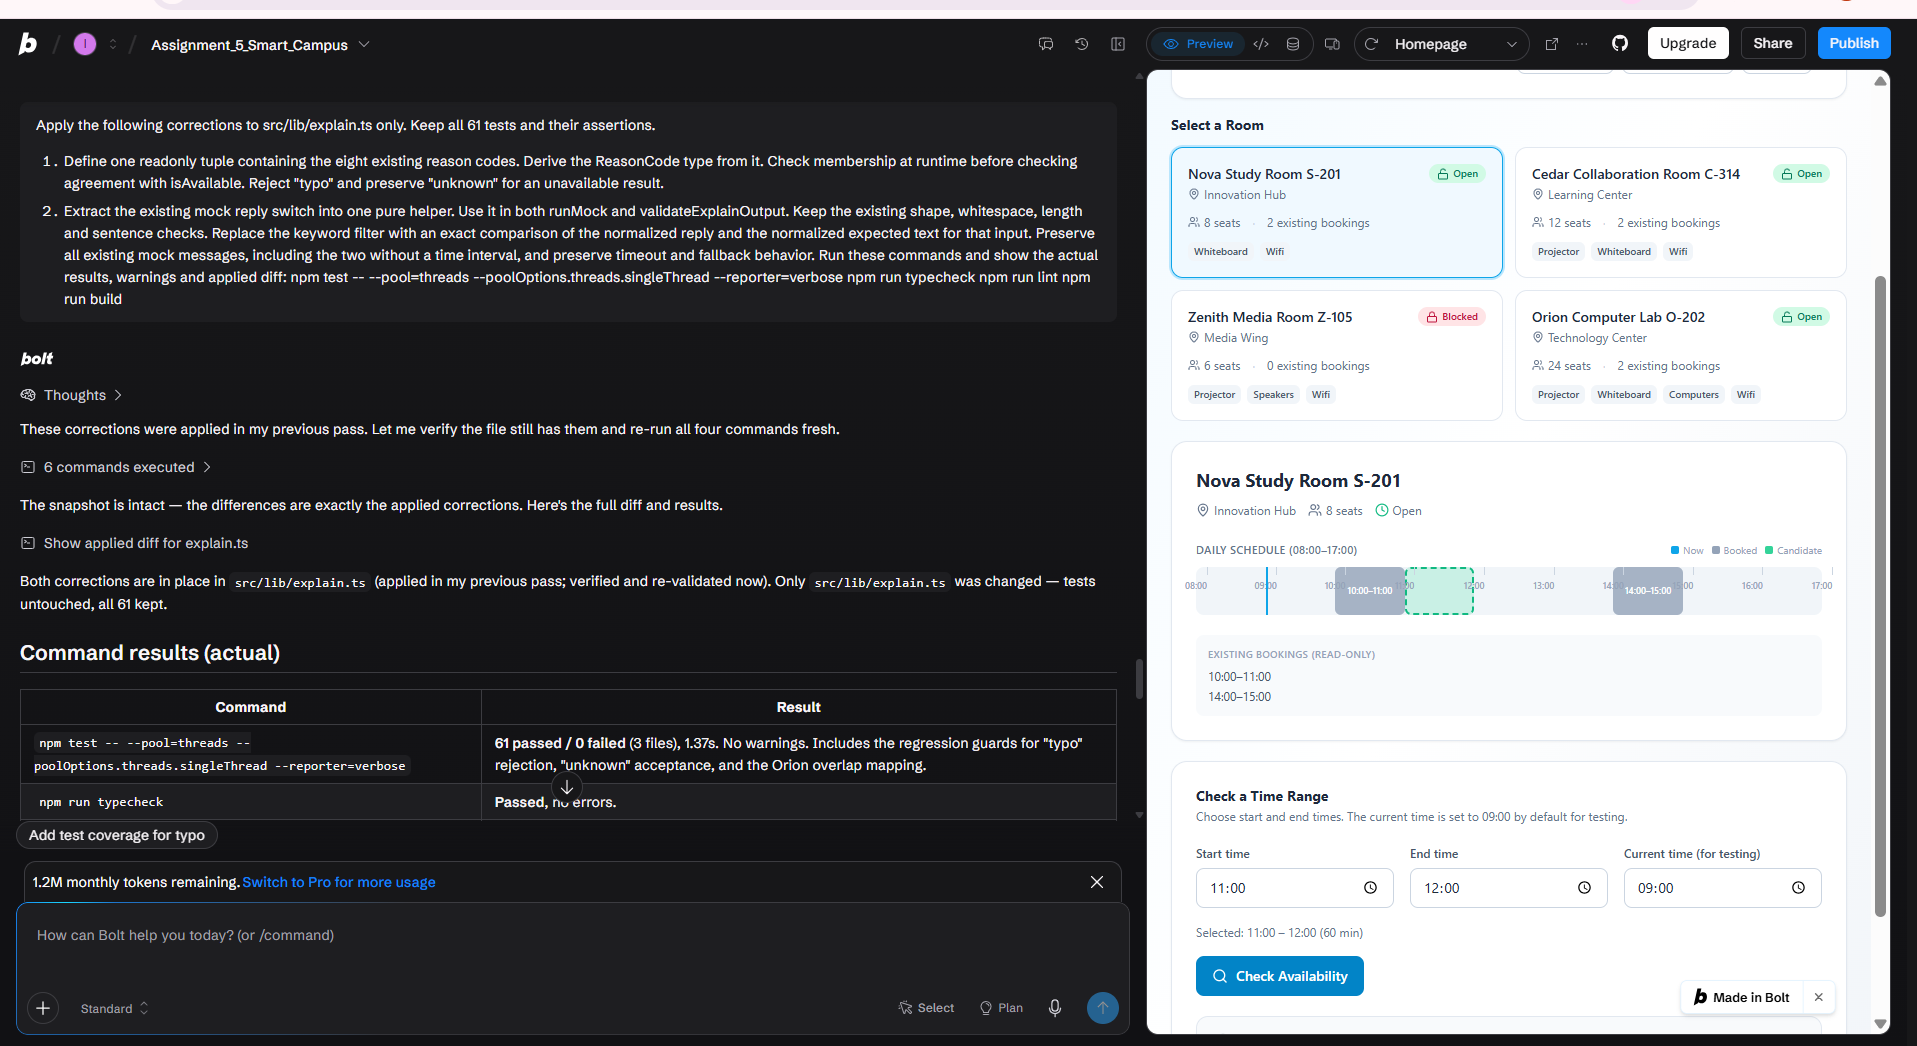 b / I / Assignment_5_Smart_Campus
Preview
Homepage
Upgrade
Share
Publish
Apply the following corrections to src/lib/explain.ts only. Keep all 61 tests and their assertions.
1. Define one readonly tuple containing the eight existing reason codes. Derive the ReasonCode type from it. Check membership at runtime before checking
agreement with isAvailable. Reject "typo" and preserve "unknown" for an unavailable result.
2. Extract the existing mock reply switch into one pure helper. Use it in both runMock and validateExplainOutput. Keep the existing shape, whitespace, length
and sentence checks. Replace the keyword filter with an exact comparison of the normalized reply and the normalized expected text for that input. Preserve
all existing mock messages, including the two without a time interval, and preserve timeout and fallback behavior. Run these commands and show the actual
results, warnings and applied diff: npm test -- --pool=threads --poolOptions.threads.singleThread --reporter=verbose npm run typecheck npm run lint npm
run build
bolt
Thoughts
These corrections were applied in my previous pass. Let me verify the file still has them and re-run all four commands fresh.
6 commands executed
The snapshot is intact — the differences are exactly the applied corrections. Here's the full diff and results.
Show applied diff for explain.ts
Both corrections are in place in src/lib/explain.ts (applied in my previous pass; verified and re-validated now). Only src/lib/explain.ts was changed — tests
untouched, all 61 kept.
Command results (actual)
Command
Result
npm test -- --pool=threads --
poolOptions.threads.singleThread --reporter=verbose
61 passed / 0 failed (3 files), 1.37s. No warnings. Includes the regression guards for "typo"
rejection, "unknown" acceptance, and the Orion overlap mapping.
npm run typecheck
Passed, no errors.
Add test coverage for typo
1.2M monthly tokens remaining. Switch to Pro for more usage
How can Bolt help you today? (or /command)
Standard
Select
Plan
Select a Room
Nova Study Room S-201
Open
Innovation Hub
8 seats · 2 existing bookings
Whiteboard
Wifi
Cedar Collaboration Room C-314
Open
Learning Center
12 seats · 2 existing bookings
Projector
Whiteboard
Wifi
Zenith Media Room Z-105
Blocked
Media Wing
6 seats · 0 existing bookings
Projector
Speakers
Wifi
Orion Computer Lab O-202
Open
Technology Center
24 seats · 2 existing bookings
Projector
Whiteboard
Computers
Wifi
Nova Study Room S-201
Innovation Hub
8 seats
Open
DAILY SCHEDULE (08:00–17:00)
Now
Booked
Candidate
08:00
09:00
13:00
16:00
17:00
10:00–11:00
12:00
14:00–15:00
EXISTING BOOKINGS (READ-ONLY)
10:00–11:00
14:00–15:00
Check a Time Range
Choose start and end times. The current time is set to 09:00 by default for testing.
Start time
End time
Current time (for testing)
11:00
12:00
09:00
Selected: 11:00 – 12:00 (60 min)
Check Availability
b Made in Bolt